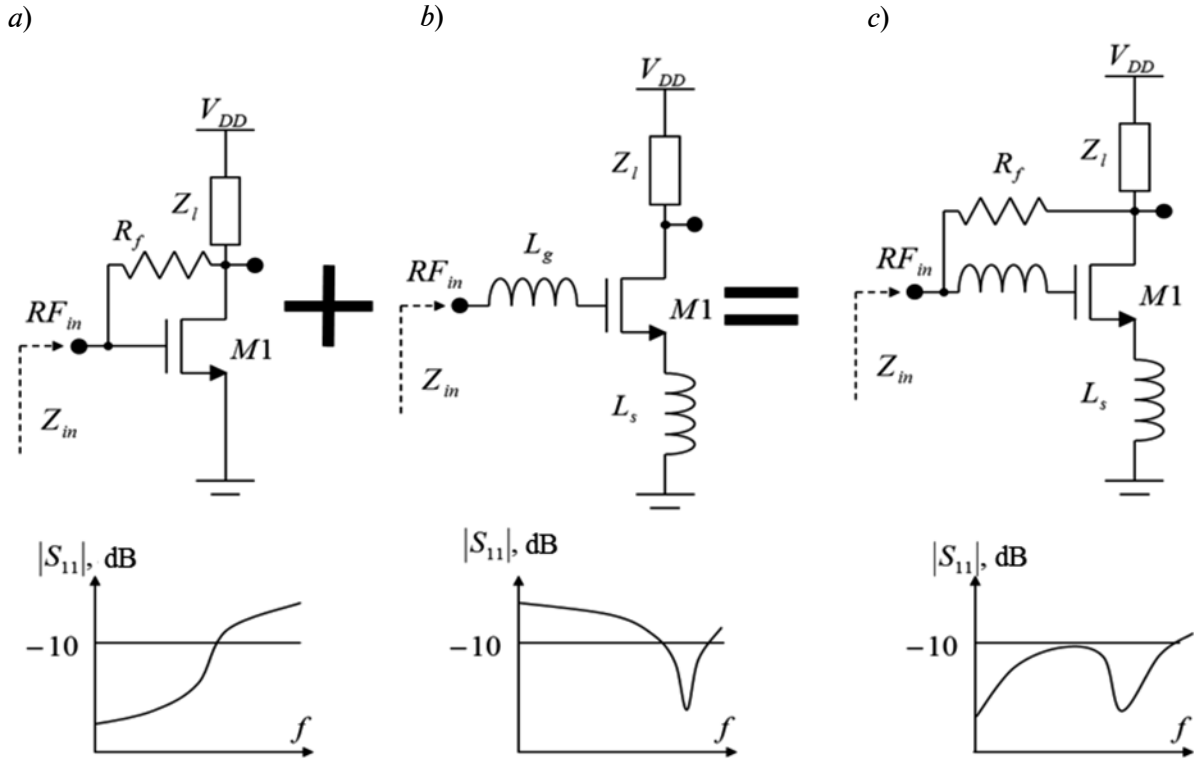 a)
V_DD
Z_l
R_f
RF_in
M1
Z_in
b)
V_DD
Z_l
L_g
RF_in
M1
Z_in
L_s
c)
V_DD
Z_l
R_f
RF_in
M1
Z_in
L_s
|S_11|, dB
−10
f
|S_11|, dB
−10
f
|S_11|, dB
−10
f